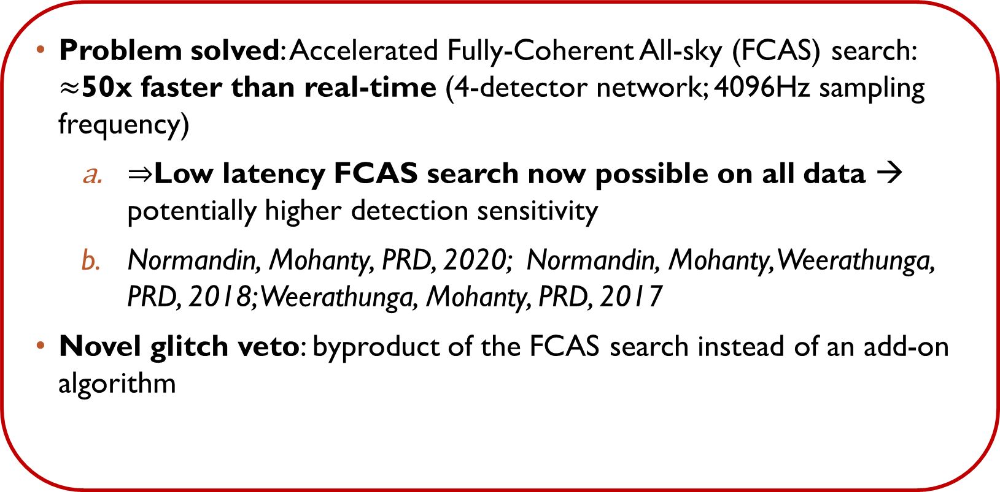 • Problem solved: Accelerated Fully-Coherent All-sky (FCAS) search:
≈50x faster than real-time (4-detector network; 4096Hz sampling
frequency)
a. ⇒Low latency FCAS search now possible on all data →
potentially higher detection sensitivity
b. Normandin, Mohanty, PRD, 2020; Normandin, Mohanty, Weerathunga,
PRD, 2018; Weerathunga, Mohanty, PRD, 2017
• Novel glitch veto: byproduct of the FCAS search instead of an add-on
algorithm